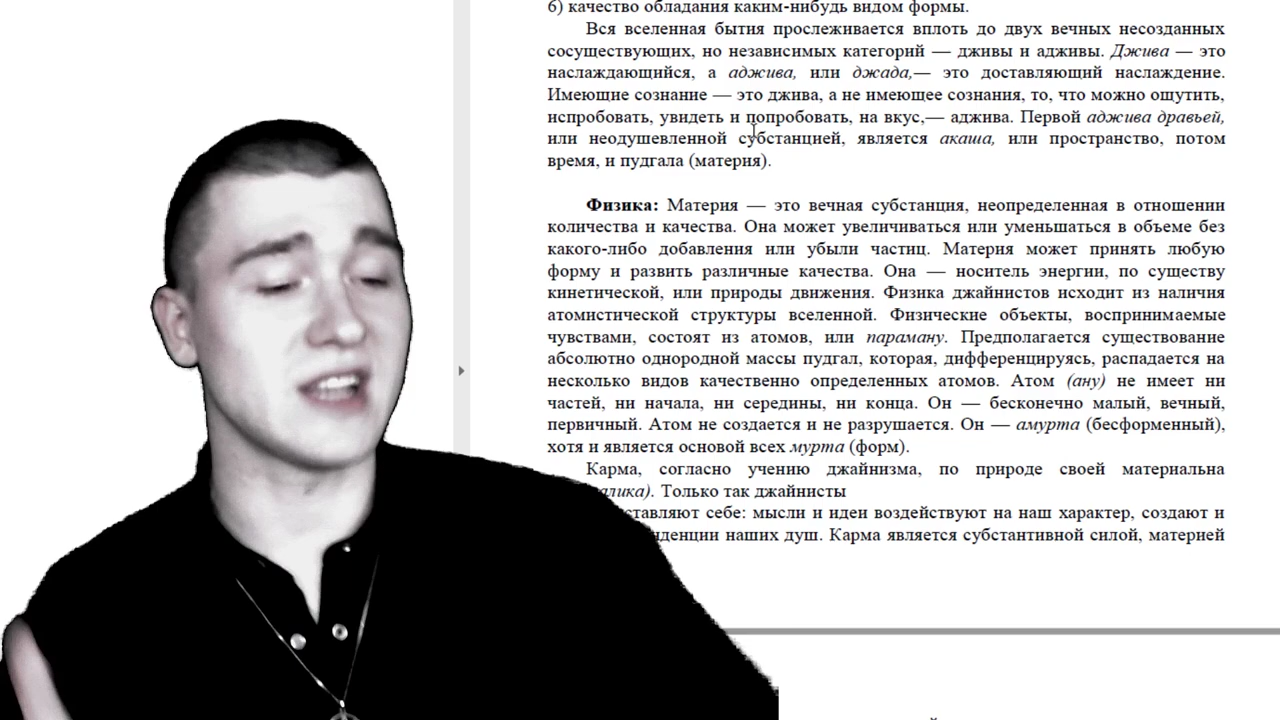 6) качество обладания каким-нибудь видом формы.
Вся вселенная бытия прослеживается вплоть до двух вечных несозданных
сосуществующих, но независимых категорий — дживы и адживы. Джива — это
наслаждающийся, а аджива, или джада,— это доставляющий наслаждение.
Имеющие сознание — это джива, а не имеющее сознания, то, что можно ощутить,
испробовать, увидеть и попробовать, на вкус,— аджива. Первой аджива дравьей,
или неодушевленной субстанцией, является акаша, или пространство, потом
время, и пудгала (материя).
Физика: Материя — это вечная субстанция, неопределенная в отношении
количества и качества. Она может увеличиваться или уменьшаться в объеме без
какого-либо добавления или убыли частиц. Материя может принять любую
форму и развить различные качества. Она — носитель энергии, по существу
кинетической, или природы движения. Физика джайнистов исходит из наличия
атомистической структуры вселенной. Физические объекты, воспринимаемые
чувствами, состоят из атомов, или параману. Предполагается существование
абсолютно однородной массы пудгал, которая, дифференцируясь, распадается на
несколько видов качественно определенных атомов. Атом (ану) не имеет ни
частей, ни начала, ни середины, ни конца. Он — бесконечно малый, вечный,
первичный. Атом не создается и не разрушается. Он — амурта (бесформенный),
хотя и является основой всех мурта (форм).
Карма, согласно учению джайнизма, по природе своей материальна
алика). Только так джайнисты
ставляют себе: мысли и идеи воздействуют на наш характер, создают и
нденции наших душ. Карма является субстантивной силой, материей